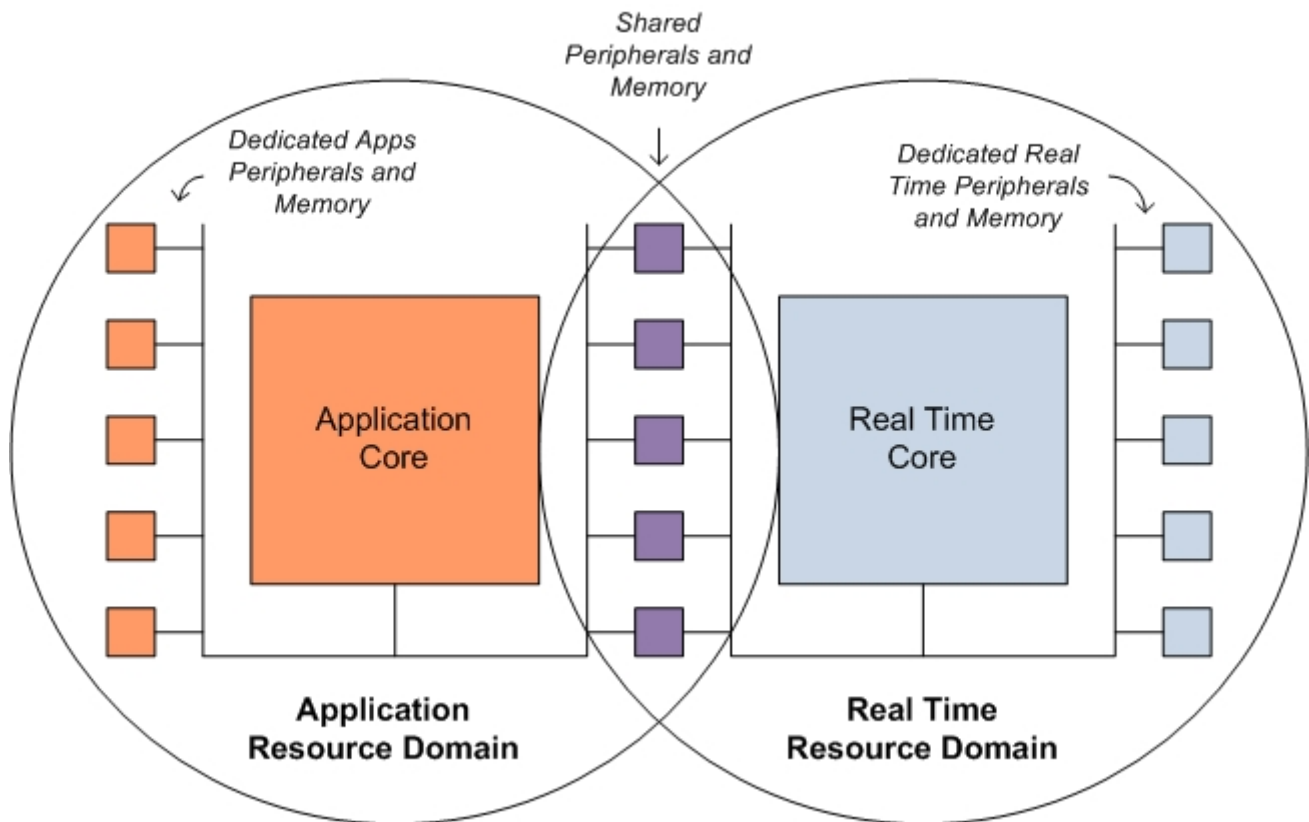 Shared
Peripherals and
Memory
Dedicated Apps
Peripherals and
Memory
Dedicated Real
Time Peripherals
and Memory
Application
Core
Real Time
Core
Application
Resource Domain
Real Time
Resource Domain